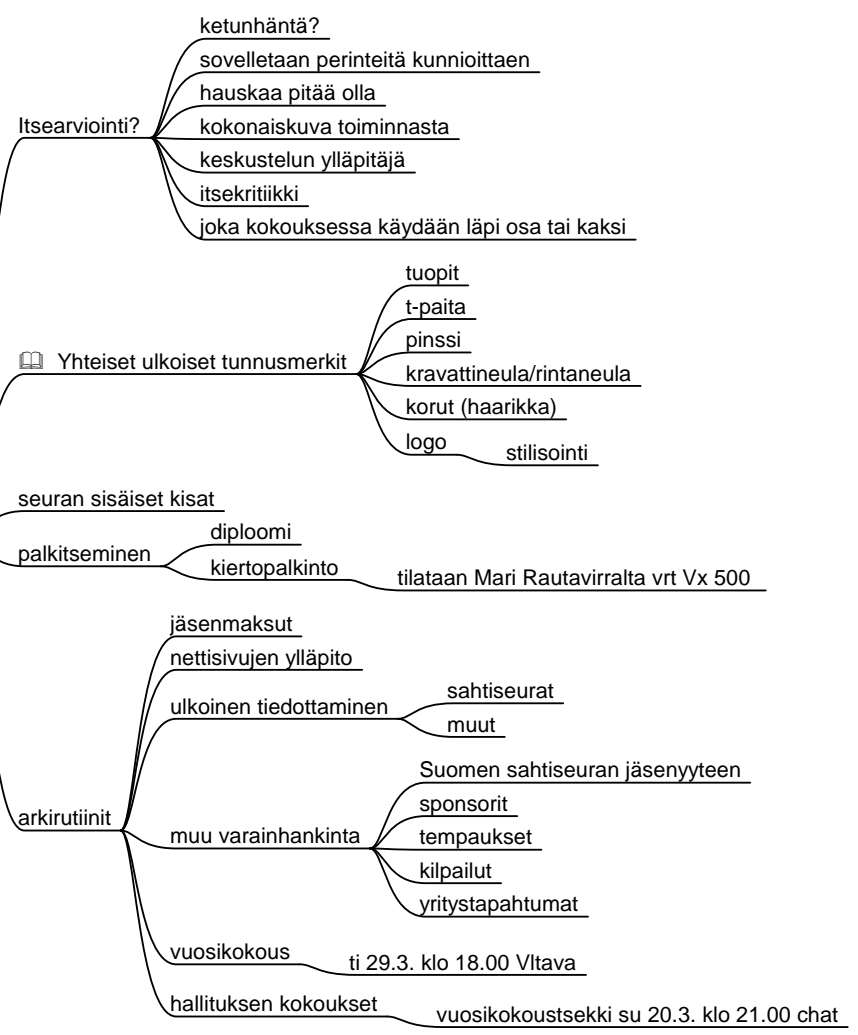 ketunhäntä?
sovelletaan perinteitä kunnioittaen
hauskaa pitää olla
Itsearviointi?
kokonaiskuva toiminnasta
keskustelun ylläpitäjä
itsekritiikki
joka kokouksessa käydään läpi osa tai kaksi
tuopit
t-paita
pinssi
Yhteiset ulkoiset tunnusmerkit
kravattineula/rintaneula
korut (haarikka)
logo
stilisointi
seuran sisäiset kisat
diploomi
palkitseminen
kiertopalkinto
tilataan Mari Rautavirralta vrt Vx 500
jäsenmaksut
nettisivujen ylläpito
ulkoinen tiedottaminen
sahtiseurat
muut
Suomen sahtiseuran jäsenyyteen
sponsorit
arkirutiinit
muu varainhankinta
tempaukset
kilpailut
yritystapahtumat
vuosikokous
ti 29.3. klo 18.00 Vltava
hallituksen kokoukset
vuosikokoustsekki su 20.3. klo 21.00 chat